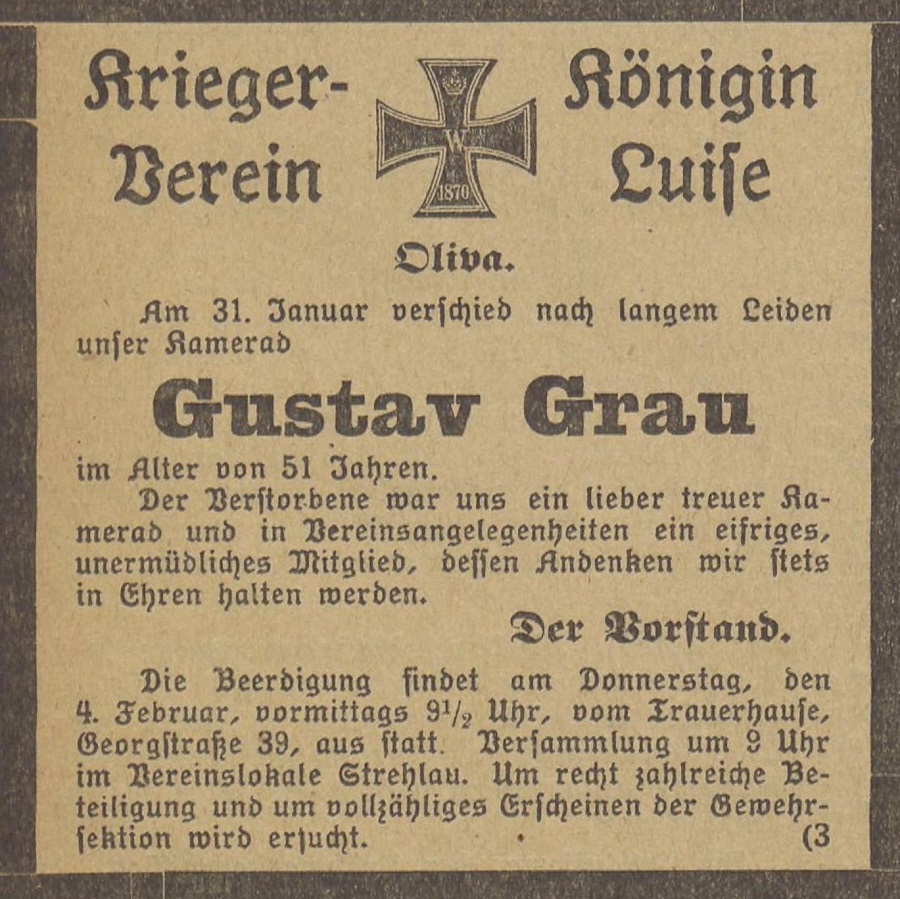 Krieger-
Verein
W
1870
Königin
Luise
Oliva.
Am 31. Januar verschied nach langem Leiden
unser Kamerad
Gustav Grau
im Alter von 51 Jahren.
Der Verstorbene war uns ein lieber treuer Ka-
merad und in Vereinsangelegenheiten ein eifriges,
unermüdliches Mitglied, dessen Andenken wir stets
in Ehren halten werden.
Der Vorstand.
Die Beerdigung findet am Donnerstag, den
4. Februar, vormittags 9½ Uhr, vom Trauerhause,
Georgstraße 39, aus statt. Versammlung um 9 Uhr
im Vereinslokale Strehlau. Um recht zahlreiche Be-
teiligung und um vollzähliges Erscheinen der Gewehr-
sektion wird ersucht. (3